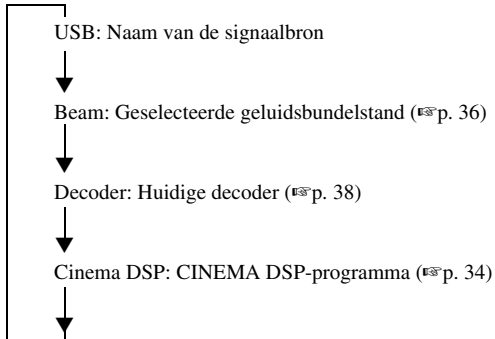 USB: Naam van de signaalbron
Beam: Geselecteerde geluidsbundelstand (☞p. 36)
Decoder: Huidige decoder (☞p. 38)
Cinema DSP: CINEMA DSP-programma (☞p. 34)